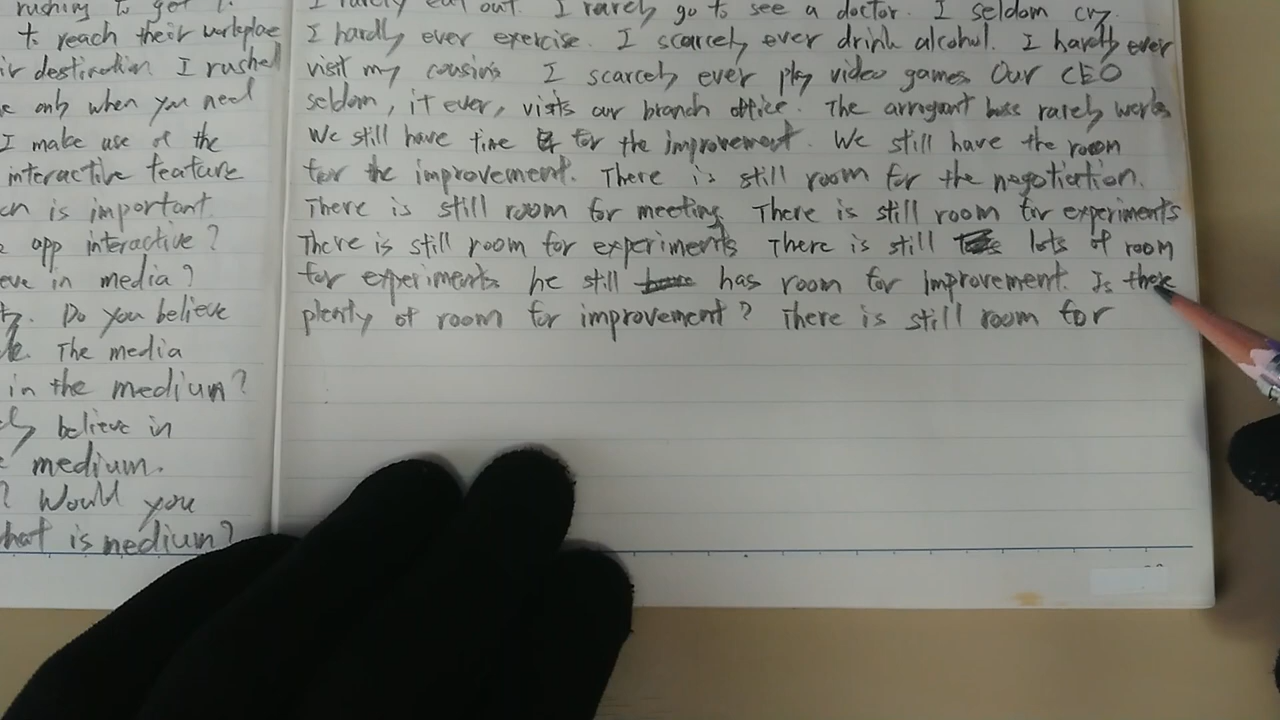 rushing to get
to reach their workplace
destination. I rushed
only when you need
I make use of the
interactive feature
is important.
app interactive?
in media?
Do you believe
The media
in the medium?
believe in
medium.
? Would you
what is medium?
I rarely eat out. I rarely go to see a doctor. I seldom cry.
I hardly ever exercise. I scarcely ever drink alcohol. I hardly ever
visit my cousins I scarcely ever play video games Our CEO
seldom, if ever, visits our branch office. The arrogant boss rarely works
We still have time for the improvement. We still have the room
for the improvement. There is still room for the negotiation.
There is still room for meeting. There is still room for experiments
There is still room for experiments There is still lots of room
for experiments he still has room for improvement. Is there
plenty of room for improvement? There is still room for